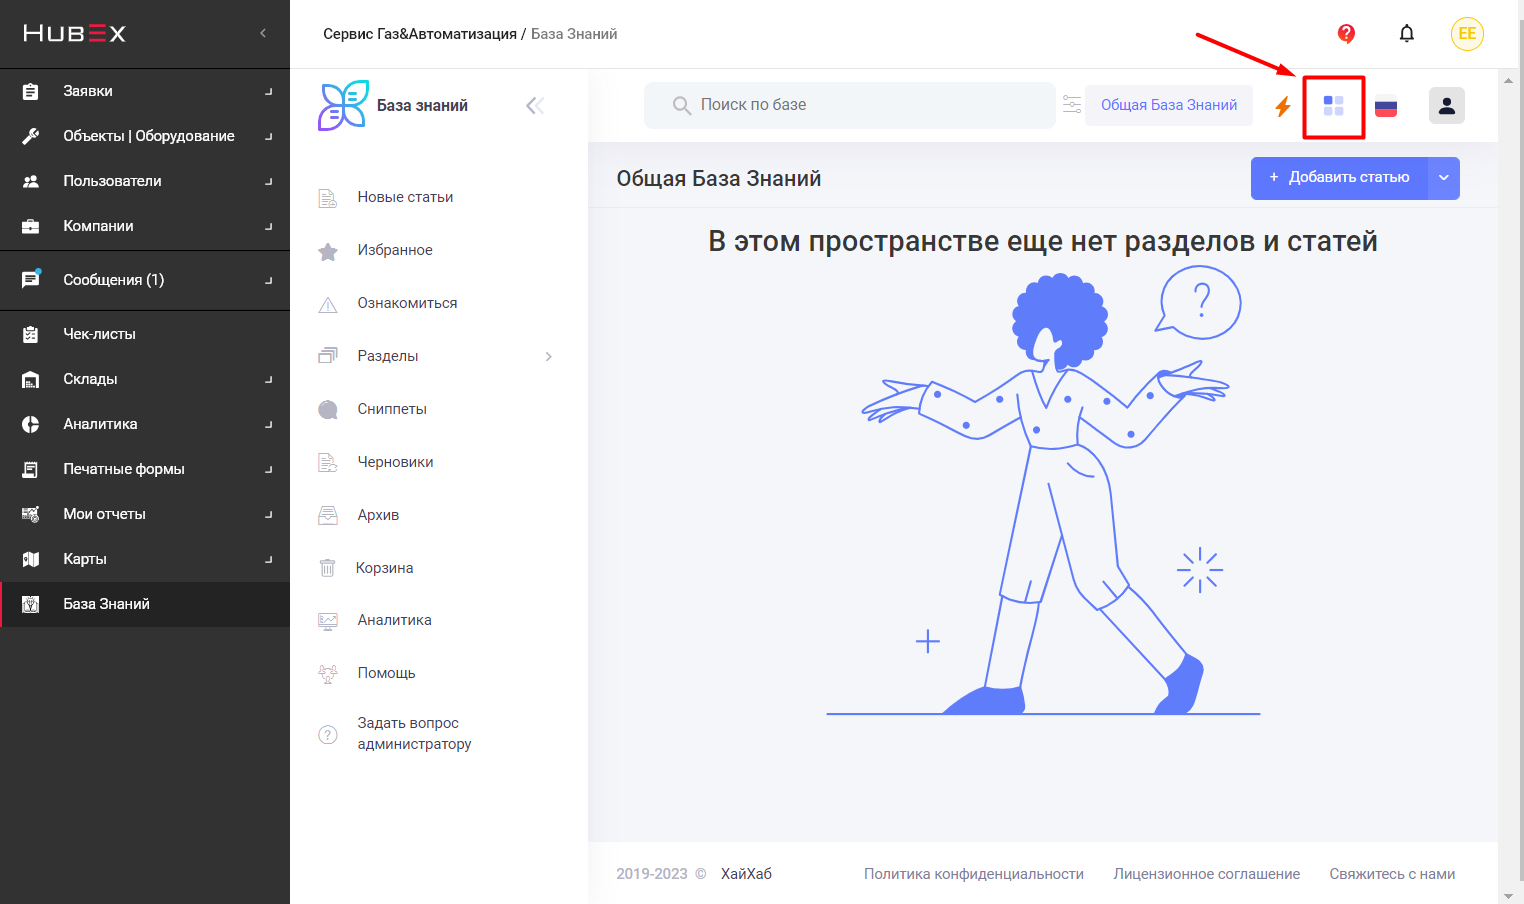 HUBEX
Сервис Газ&Автоматизация / База Знаний
EE
Заявки
Объекты | Оборудование
Пользователи
Компании
Сообщения (1)
Чек-листы
Склады
Аналитика
Печатные формы
Мои отчеты
Карты
База Знаний
База знаний
Новые статьи
Избранное
Ознакомиться
Разделы
Сниппеты
Черновики
Архив
Корзина
Аналитика
Помощь
Задать вопрос
администратору
Поиск по базе
Общая База Знаний
Общая База Знаний
+ Добавить статью
В этом пространстве еще нет разделов и статей
?
2019-2023 © ХайХаб
Политика конфиденциальности
Лицензионное соглашение
Свяжитесь с нами